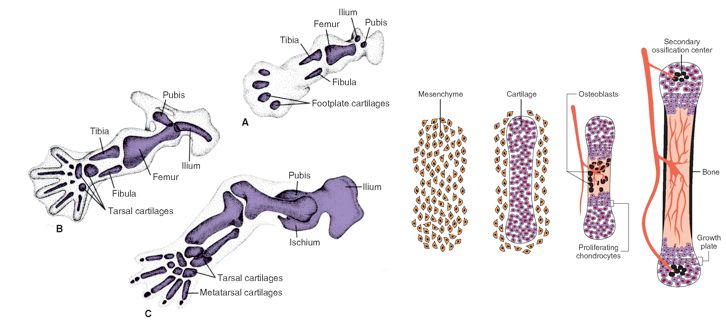 Ilium
Pubis
Femur
Tibia
Fibula
Footplate cartilages
A
Pubis
Tibia
Ilium
Femur
Fibula
Tarsal cartilages
B
Pubis
Ilium
Ischium
Tarsal cartilages
Metatarsal cartilages
C
Mesenchyme
Cartilage
Osteoblasts
Proliferating
chondrocytes
Secondary
ossification center
Bone
Growth
plate